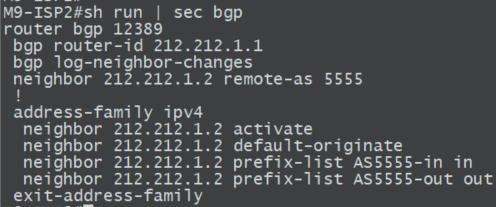 M9-ISP2#sh run | sec bgp
router bgp 12389
 bgp router-id 212.212.1.1
 bgp log-neighbor-changes
 neighbor 212.212.1.2 remote-as 5555
 !
 address-family ipv4
  neighbor 212.212.1.2 activate
  neighbor 212.212.1.2 default-originate
  neighbor 212.212.1.2 prefix-list AS5555-in in
  neighbor 212.212.1.2 prefix-list AS5555-out out
 exit-address-family